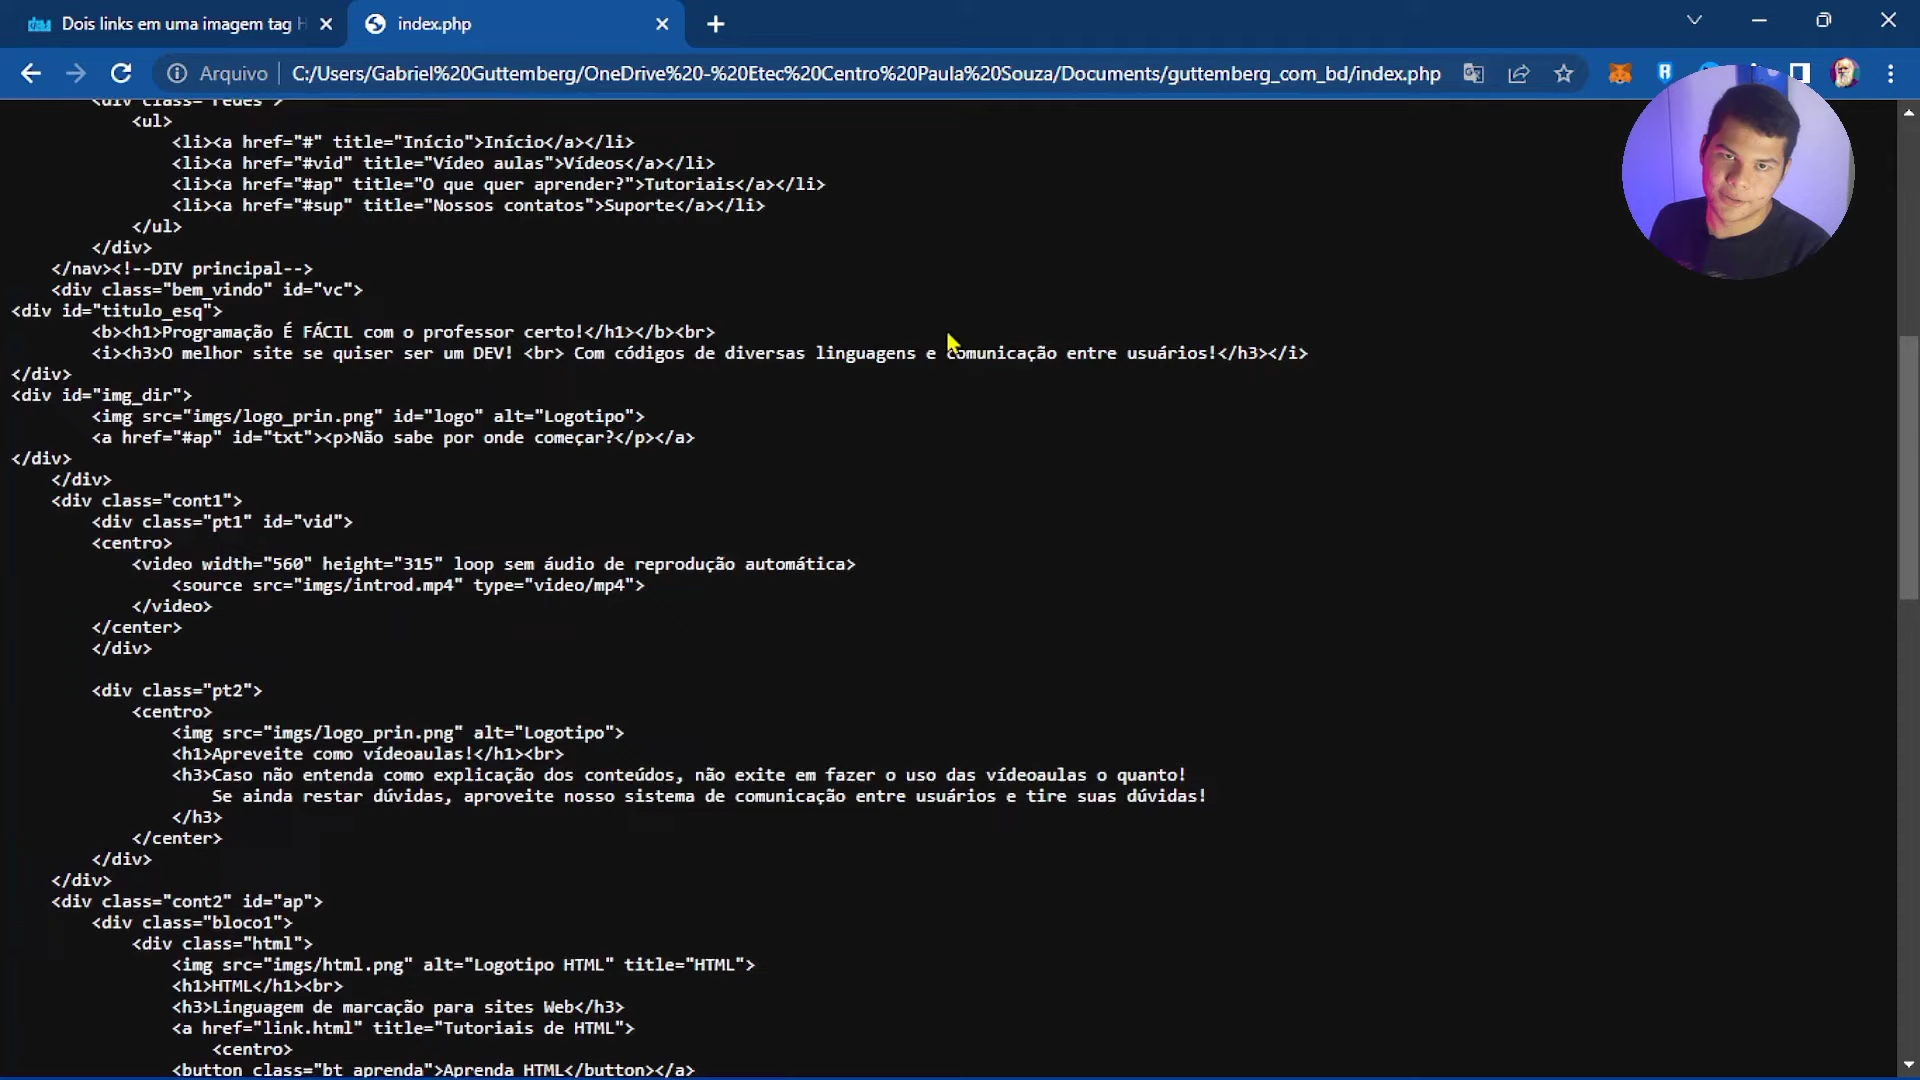 Dois links em uma imagem tag H
index.php
Arquivo
C:/Users/Gabriel%20Guttemberg/OneDrive%20-%20Etec%20Centro%20Paula%20Souza/Documents/guttemberg_com_bd/index.php
<div class="redes">
<ul>
<li><a href="#" title="Início">Início</a></li>
<li><a href="#vid" title="Vídeo aulas">Vídeos</a></li>
<li><a href="#ap" title="O que quer aprender?">Tutoriais</a></li>
<li><a href="#sup" title="Nossos contatos">Suporte</a></li>
</ul>
</div>
</nav><!--DIV principal-->
<div class="bem_vindo" id="vc">
<div id="titulo_esq">
<b><h1>Programação É FÁCIL com o professor certo!</h1></b><br>
<i><h3>O melhor site se quiser ser um DEV! <br> Com códigos de diversas linguagens e comunicação entre usuários!</h3></i>
</div>
<div id="img_dir">
<img src="imgs/logo_prin.png" id="logo" alt="Logotipo">
<a href="#ap" id="txt"><p>Não sabe por onde começar?</p></a>
</div>
</div>
<div class="cont1">
<div class="pt1" id="vid">
<centro>
<video width="560" height="315" loop sem áudio de reprodução automática>
<source src="imgs/introd.mp4" type="video/mp4">
</video>
</center>
</div>
<div class="pt2">
<centro>
<img src="imgs/logo_prin.png" alt="Logotipo">
<h1>Apreveite como vídeoaulas!</h1><br>
<h3>Caso não entenda como explicação dos conteúdos, não exite em fazer o uso das vídeoaulas o quanto!
Se ainda restar dúvidas, aproveite nosso sistema de comunicação entre usuários e tire suas dúvidas!
</h3>
</center>
</div>
</div>
<div class="cont2" id="ap">
<div class="bloco1">
<div class="html">
<img src="imgs/html.png" alt="Logotipo HTML" title="HTML">
<h1>HTML</h1><br>
<h3>Linguagem de marcação para sites Web</h3>
<a href="link.html" title="Tutoriais de HTML">
<centro>
<button class="bt_aprenda">Aprenda HTML</button></a>